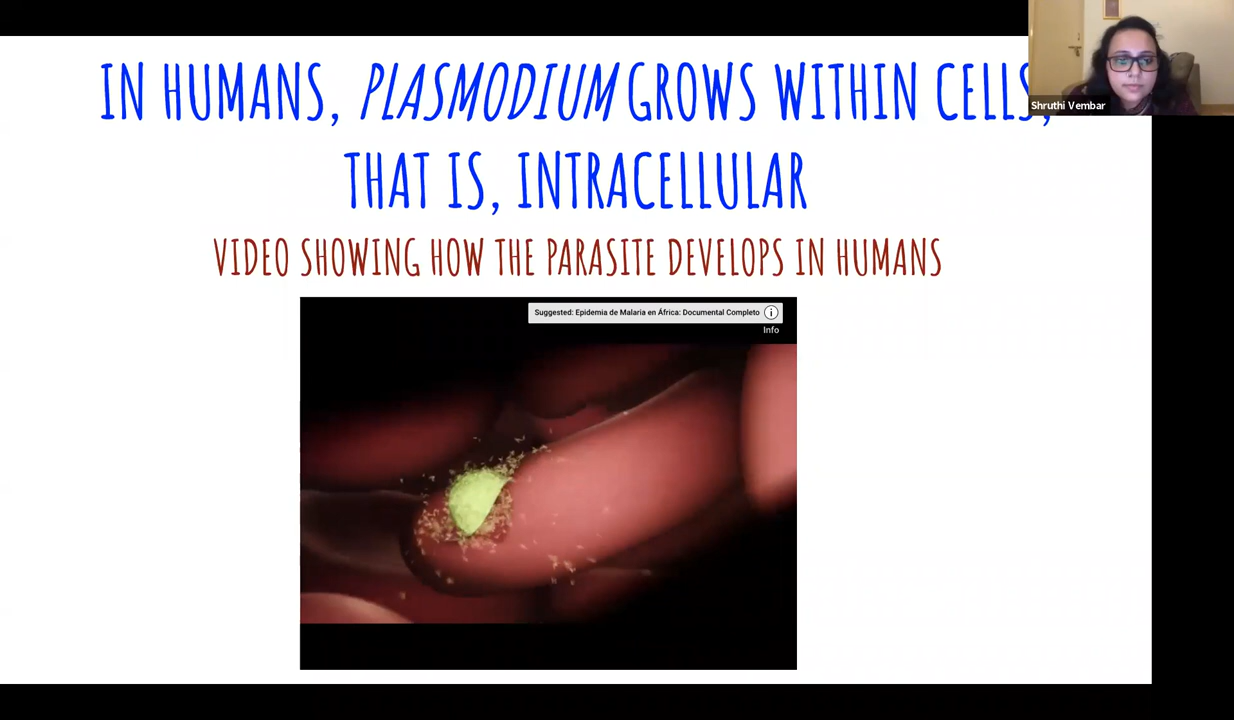 IN HUMANS, PLASMODIUM GROWS WITHIN CELLS,
THAT IS, INTRACELLULAR
VIDEO SHOWING HOW THE PARASITE DEVELOPS IN HUMANS
Suggested: Epidemia de Malaria en África: Documental Completo
Info
Shruthi Vembar